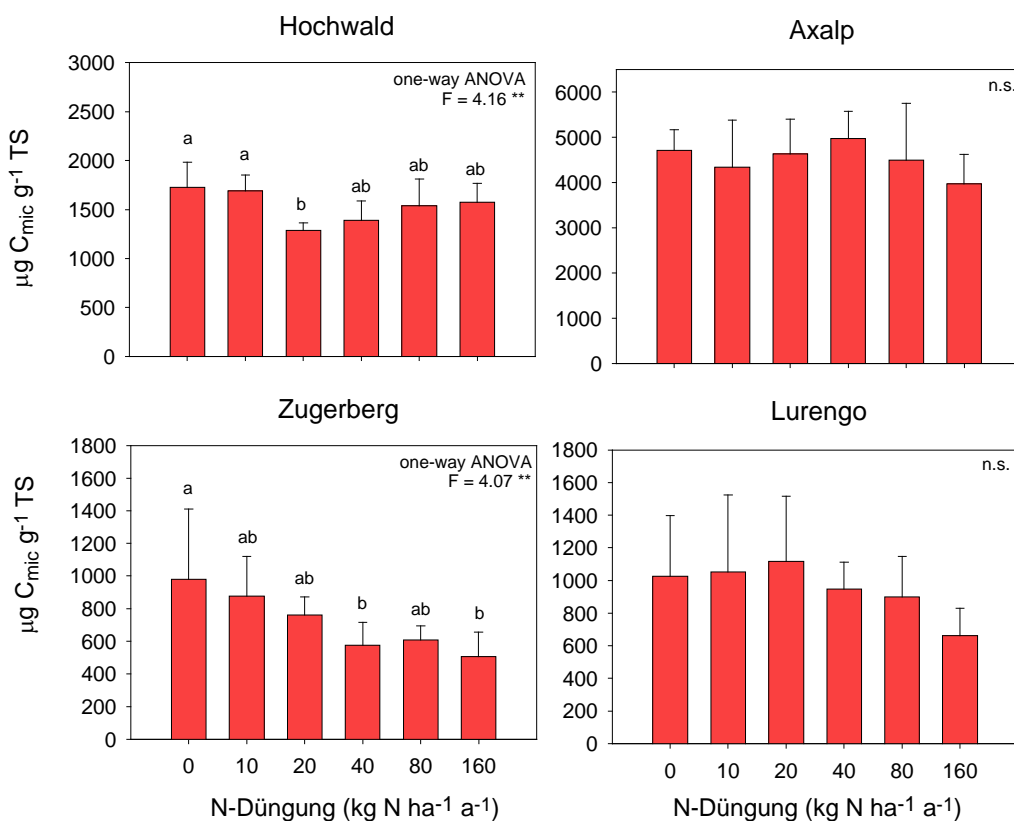 Hochwald
3000
2500
2000
1500
1000
500
0
µg C_mic g⁻¹ TS
one-way ANOVA
F = 4.16 **
a
a
b
ab
ab
ab
Axalp
6000
5000
4000
3000
2000
1000
0
n.s.
Zugerberg
1800
1600
1400
1200
1000
800
600
400
200
0
µg C_mic g⁻¹ TS
one-way ANOVA
F = 4.07 **
a
ab
ab
b
ab
b
0 10 20 40 80 160
N-Düngung (kg N ha⁻¹ a⁻¹)
Lurengo
1800
1600
1400
1200
1000
800
600
400
200
0
n.s.
0 10 20 40 80 160
N-Düngung (kg N ha⁻¹ a⁻¹)